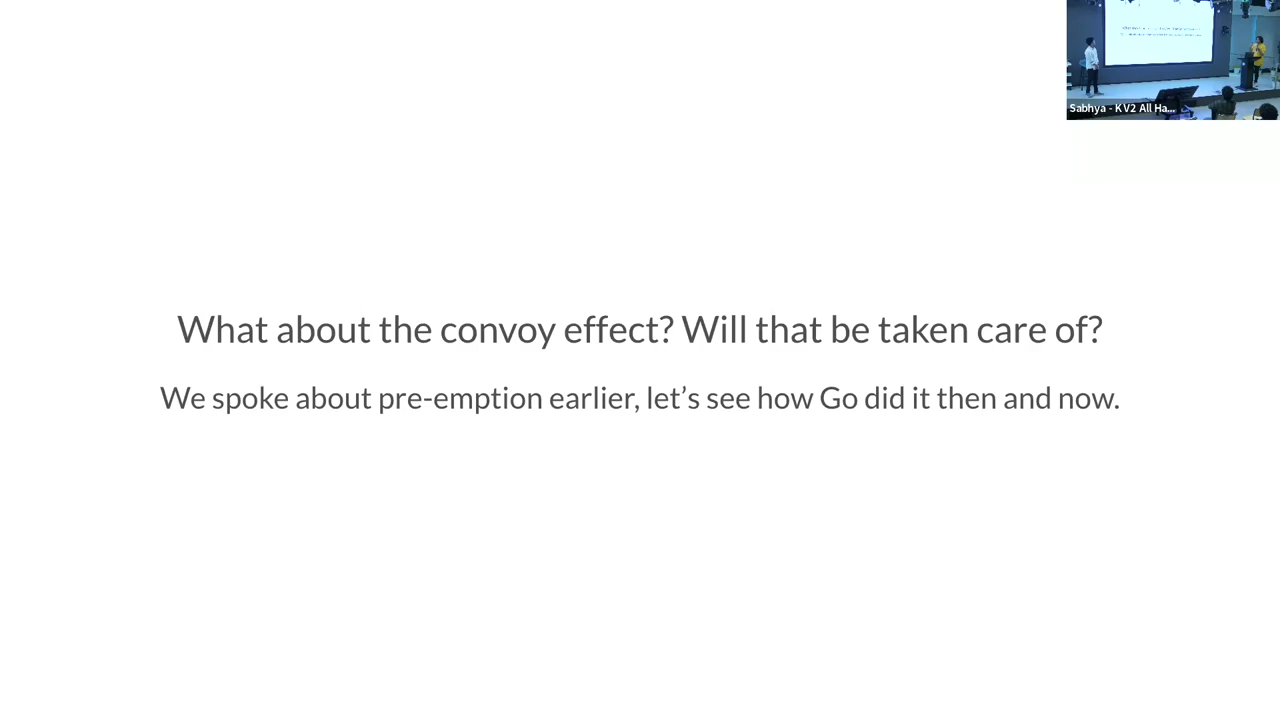 Sabhya - KV2 All Ha...
What about the convoy effect? Will that be taken care of?
We spoke about pre-emption earlier, let’s see how Go did it then and now.